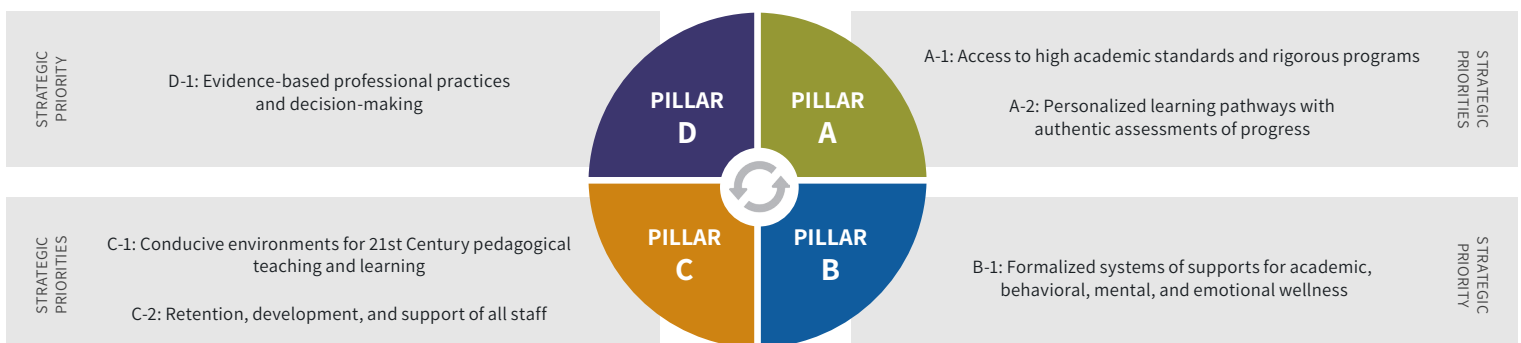 STRATEGIC
PRIORITY
D-1: Evidence-based professional practices
and decision-making
PILLAR
D
PILLAR
A
A-1: Access to high academic standards and rigorous programs
A-2: Personalized learning pathways with
authentic assessments of progress
STRATEGIC
PRIORITIES
STRATEGIC
PRIORITIES
C-1: Conducive environments for 21st Century pedagogical
teaching and learning
C-2: Retention, development, and support of all staff
PILLAR
C
PILLAR
B
B-1: Formalized systems of supports for academic,
behavioral, mental, and emotional wellness
STRATEGIC
PRIORITY